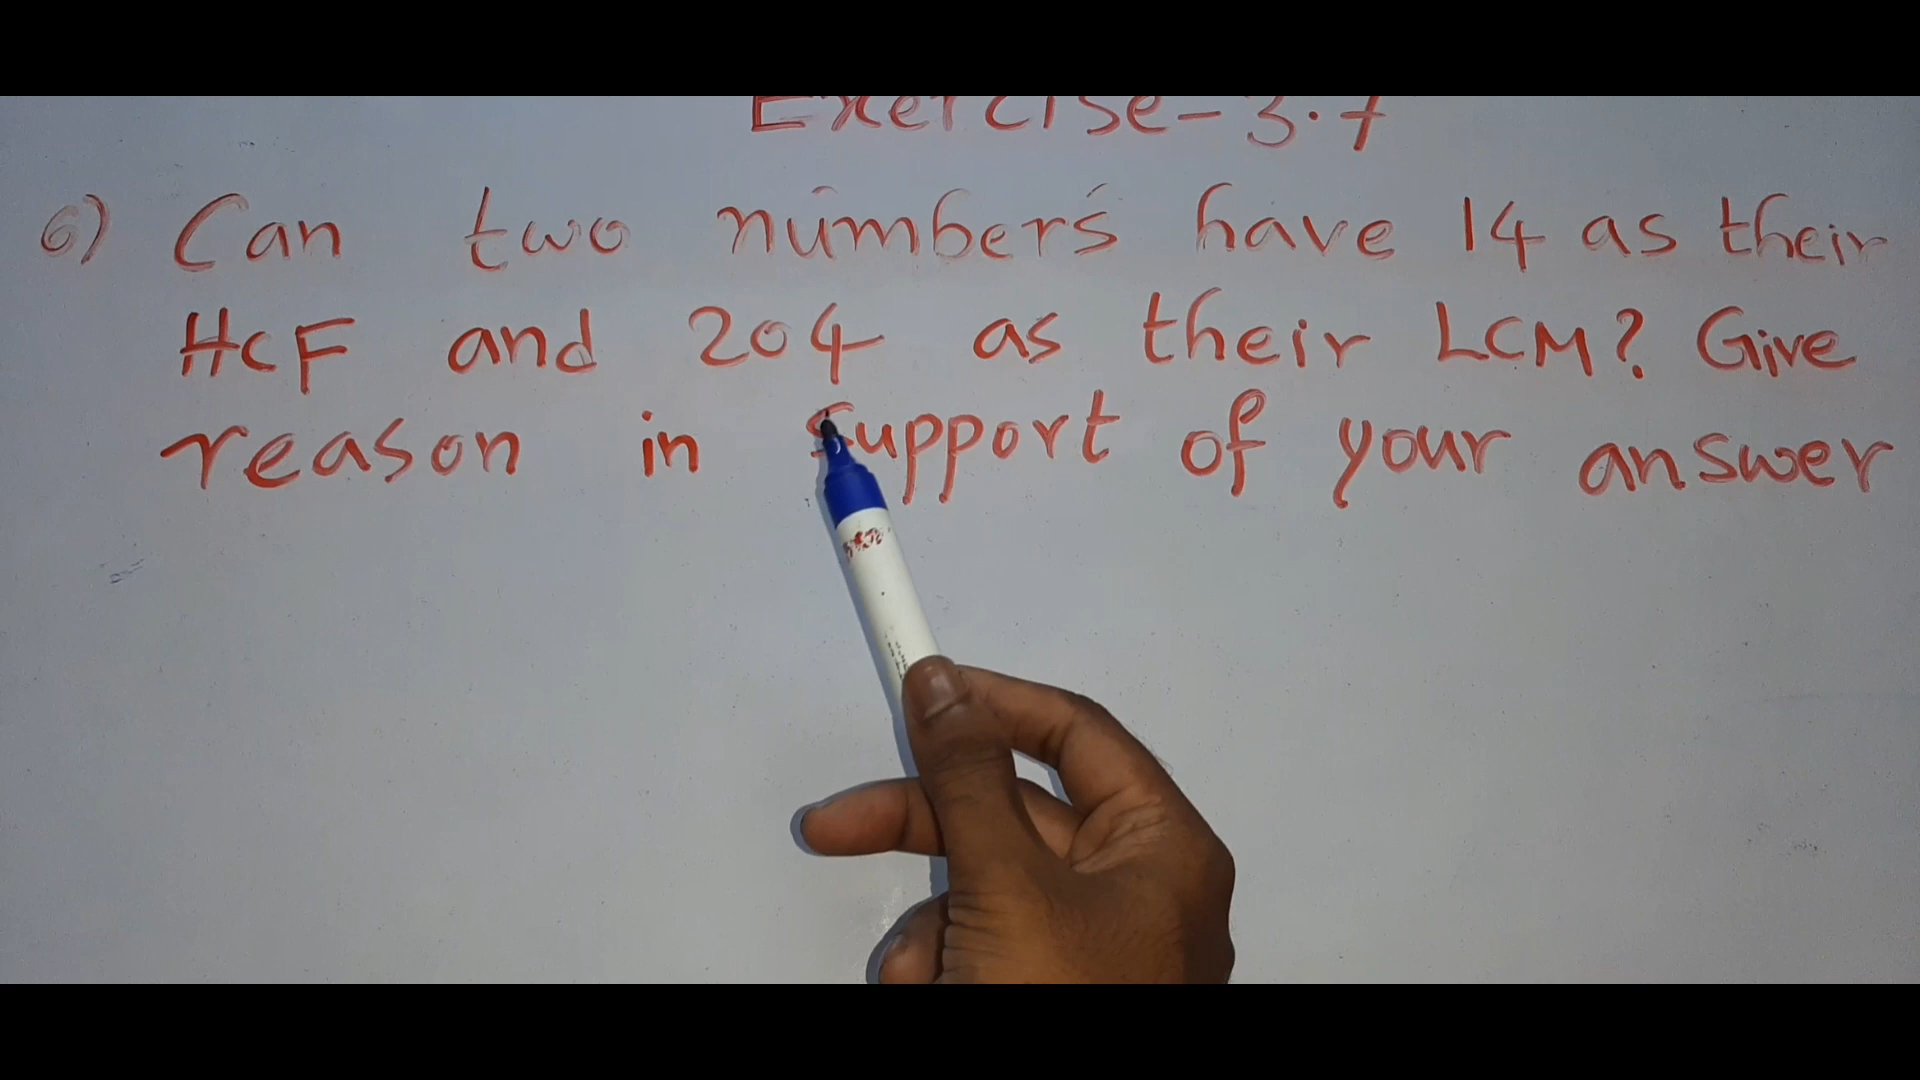 Exercise-3.7
6) Can two numbers have 14 as their
HCF and 204 as their LCM? Give
reason in support of your answer